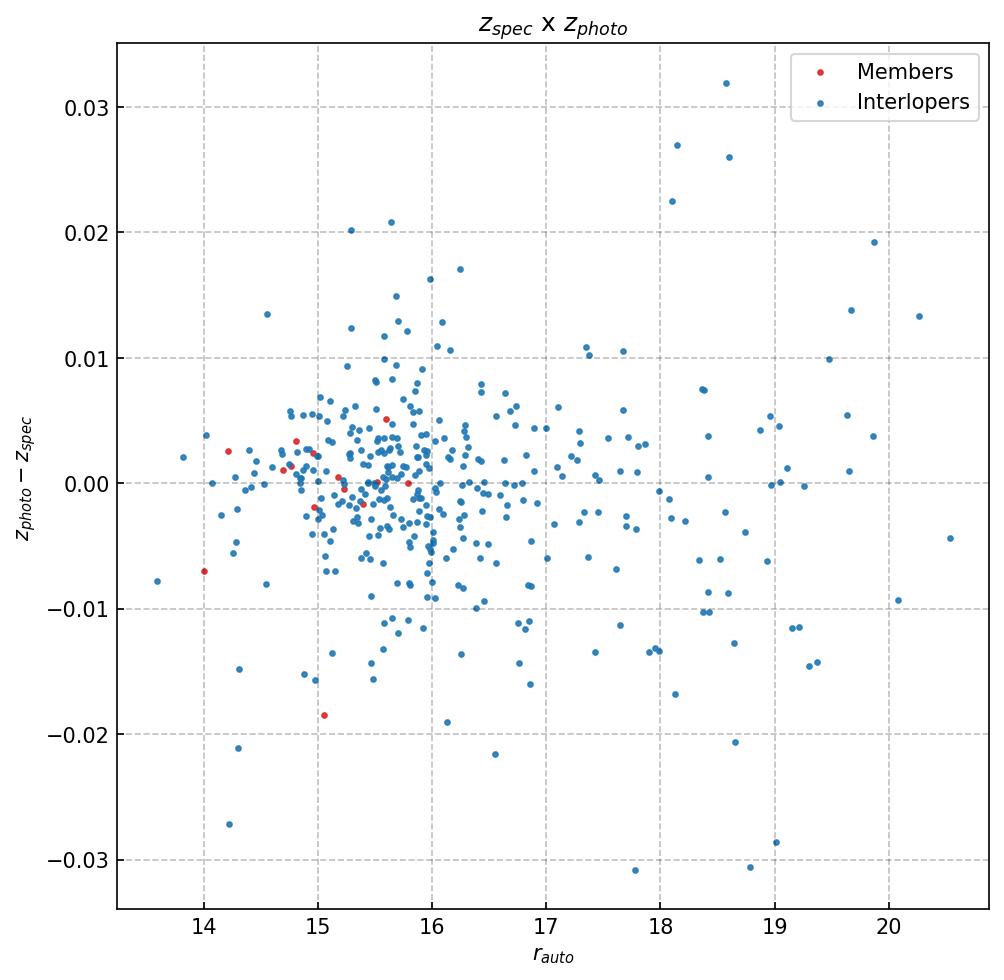 z_spec x z_photo
Members
Interlopers
0.03
0.02
0.01
0.00
−0.01
−0.02
−0.03
z_photo − z_spec
14 15 16 17 18 19 20
r_auto